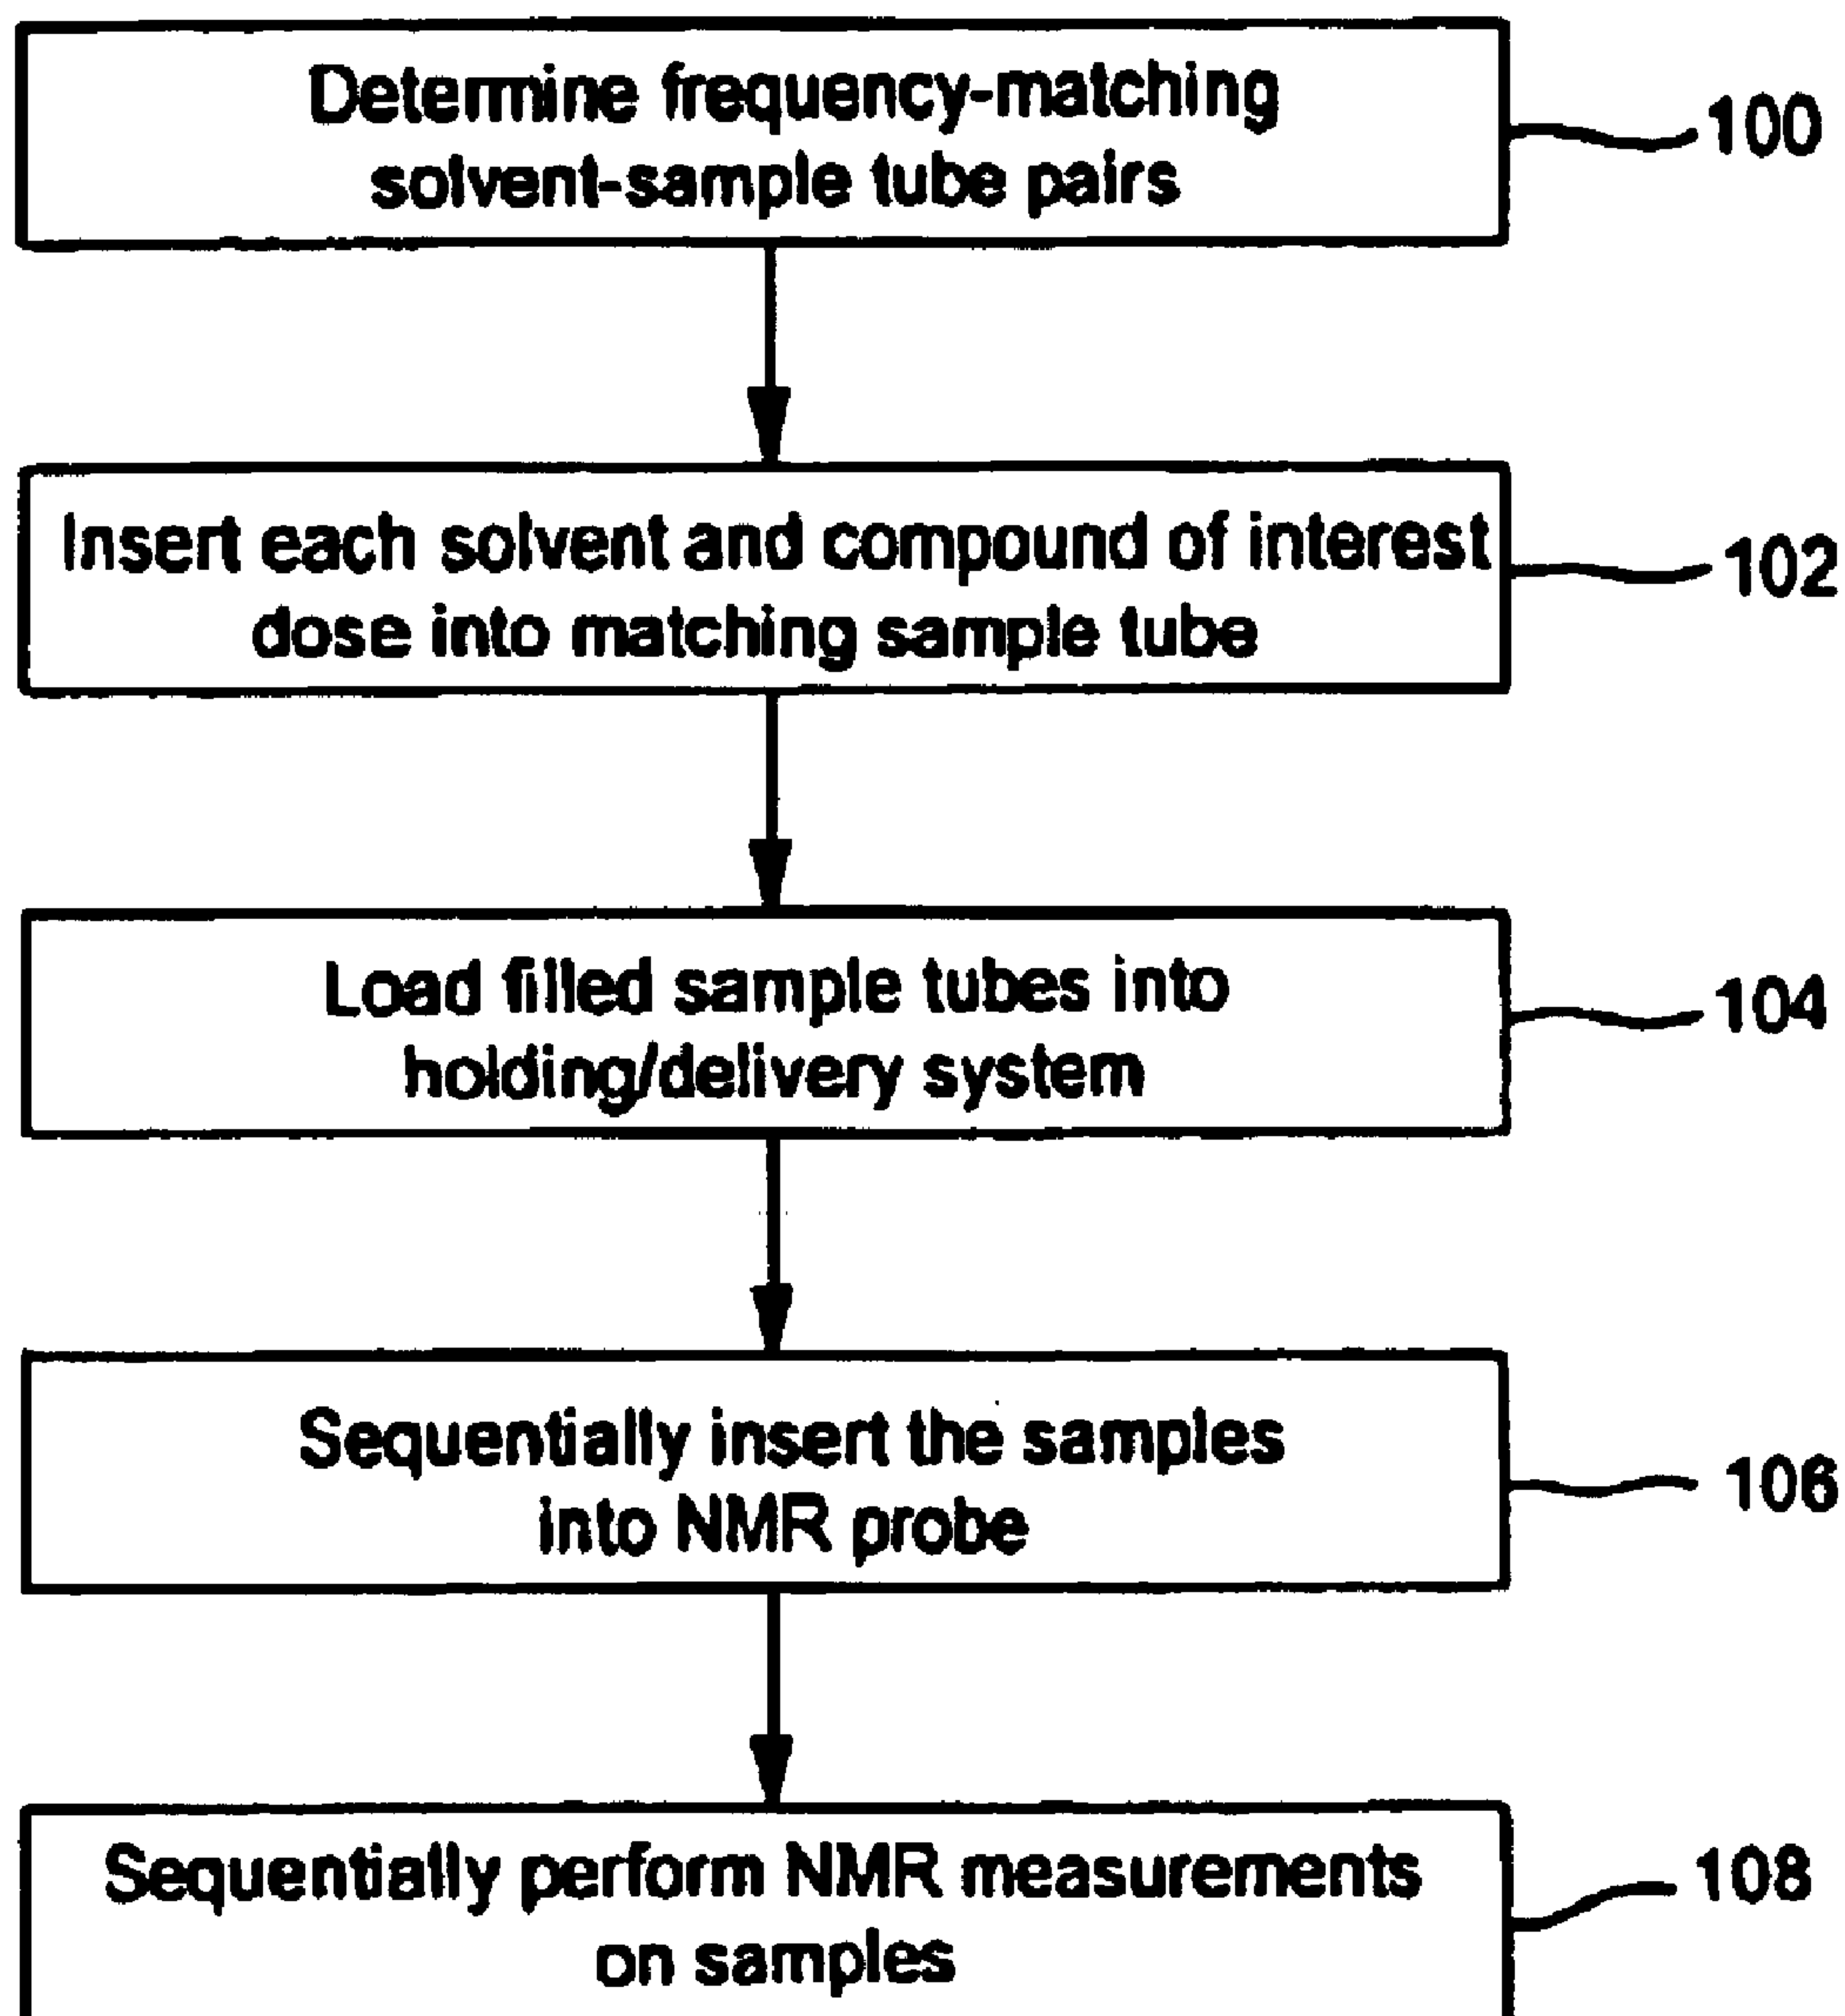 Determine frequency-matching
solvent-sample tube pairs
100
Insert each solvent and compound of interest
dose into matching sample tube
102
Load filled sample tubes into
holding/delivery system
104
Sequentially insert the samples
into NMR probe
106
Sequentially perform NMR measurements
on samples
108